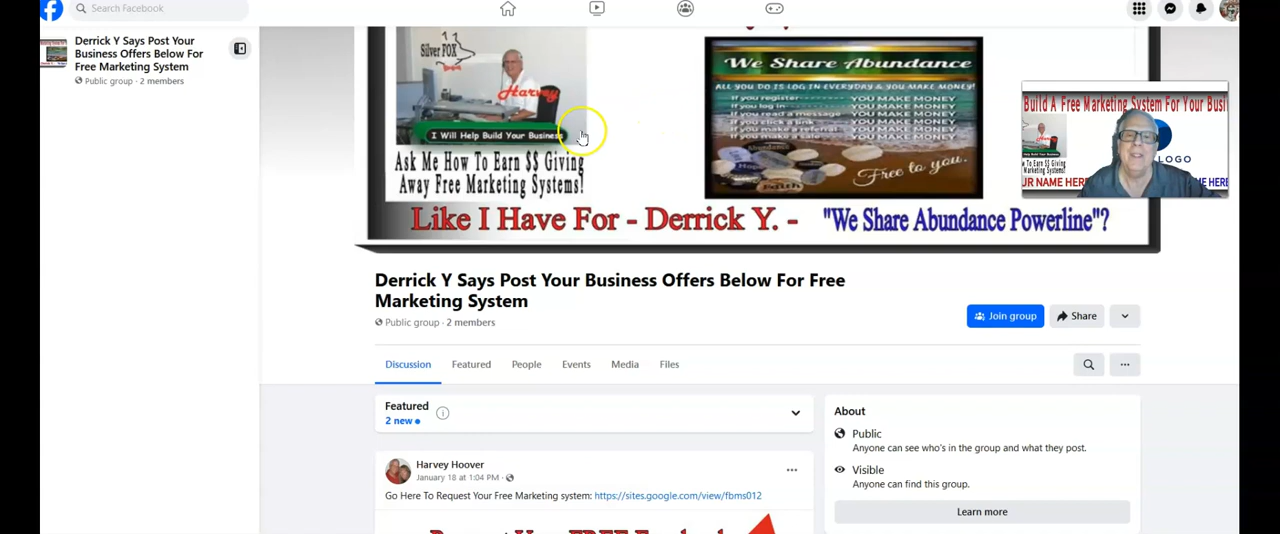 Search Facebook
Derrick Y Says Post Your
Business Offers Below For
Free Marketing System
Public group · 2 members
Silver FOX
Harvey
I Will Help Build Your Business
Ask Me How To Earn $$ Giving
Away Free Marketing Systems!
We Share Abundance
ALL YOU DO IS LOG IN EVERYDAY & YOU MAKE MONEY!
If you register YOU MAKE MONEY
If you log in YOU MAKE MONEY
If you read a message YOU MAKE MONEY
If you click a link YOU MAKE MONEY
If you make a referral YOU MAKE MONEY
If you make a sale YOU MAKE MONEY
Free to you.
Like I Have For - Derrick Y. - "We Share Abundance Powerline"?
Build A Free Marketing System For Your Busi
LOGO
UR NAME HERE
ME HERE
Derrick Y Says Post Your Business Offers Below For Free
Marketing System
Public group · 2 members
Join group
Share
Discussion
Featured
People
Events
Media
Files
Featured
2 new
Harvey Hoover
January 18 at 1:04 PM ·
Go Here To Request Your Free Marketing system: https://sites.google.com/view/fbms012
About
Public
Anyone can see who's in the group and what they post.
Visible
Anyone can find this group.
Learn more